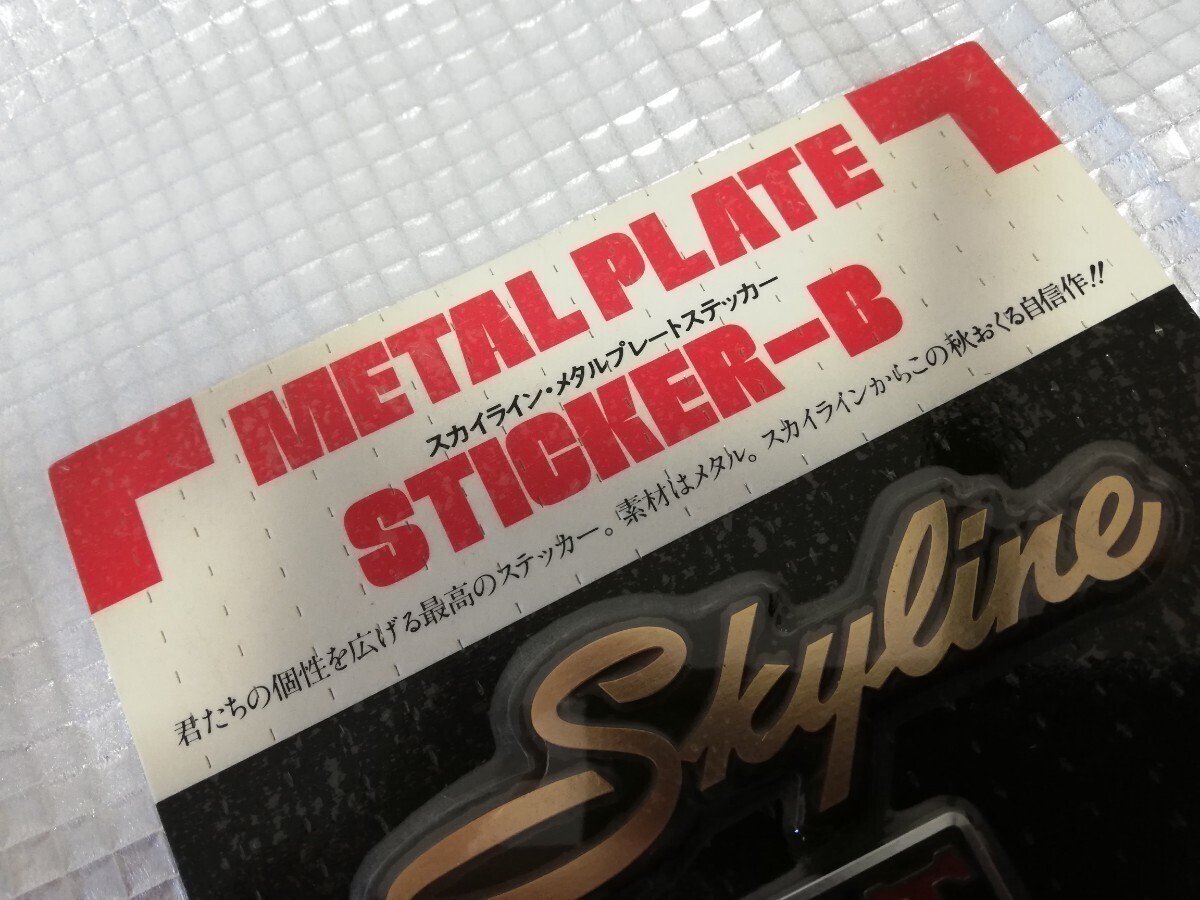 METAL PLATE
スカイライン・メタルプレートステッカー
STICKER-B
君たちの個性を広げる最高のステッカー。素材はメタル。スカイラインからこの秋おくる自信作!!
Skyline